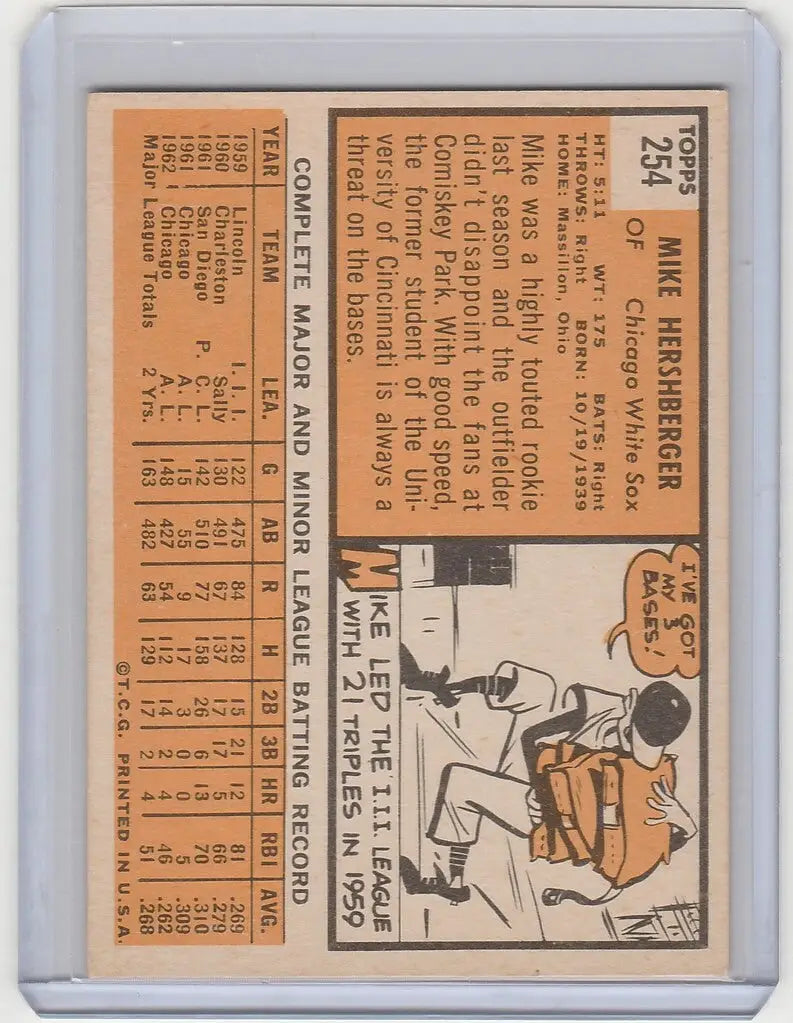 TOPPS
254
MIKE HERSHBERGER
OF Chicago White Sox
HT: 5:11 WT: 175 BATS: Right
THROWS: Right BORN: 10/19/1939
HOME: Massillon, Ohio
Mike was a highly touted rookie
last season and the outfielder
didn't disappoint the fans at
Comiskey Park. With good speed,
the former student of the Uni-
versity of Cincinnati is always a
threat on the bases.
I'VE GOT
MY 3
BASES!
MIKE LED THE I.I.I. LEAGUE
WITH 21 TRIPLES IN 1959
COMPLETE MAJOR AND MINOR LEAGUE BATTING RECORD
YEAR TEAM LEA. G AB R H 2B 3B HR RBI AVG.
1959 Lincoln I. I. I. 122 475 84 128 15 21 12 81 .269
1960 Charleston Sally 130 491 67 137 17 17 5 66 .279
1961 San Diego P. C. L. 142 510 77 158 26 6 13 70 .310
1961 Chicago A. L. 15 55 9 17 3 0 0 5 .309
1962 Chicago A. L. 148 427 54 112 14 2 4 46 .262
Major League Totals 2 Yrs. 163 482 63 129 17 2 4 51 .268
©T.C.G. PRINTED IN U.S.A.